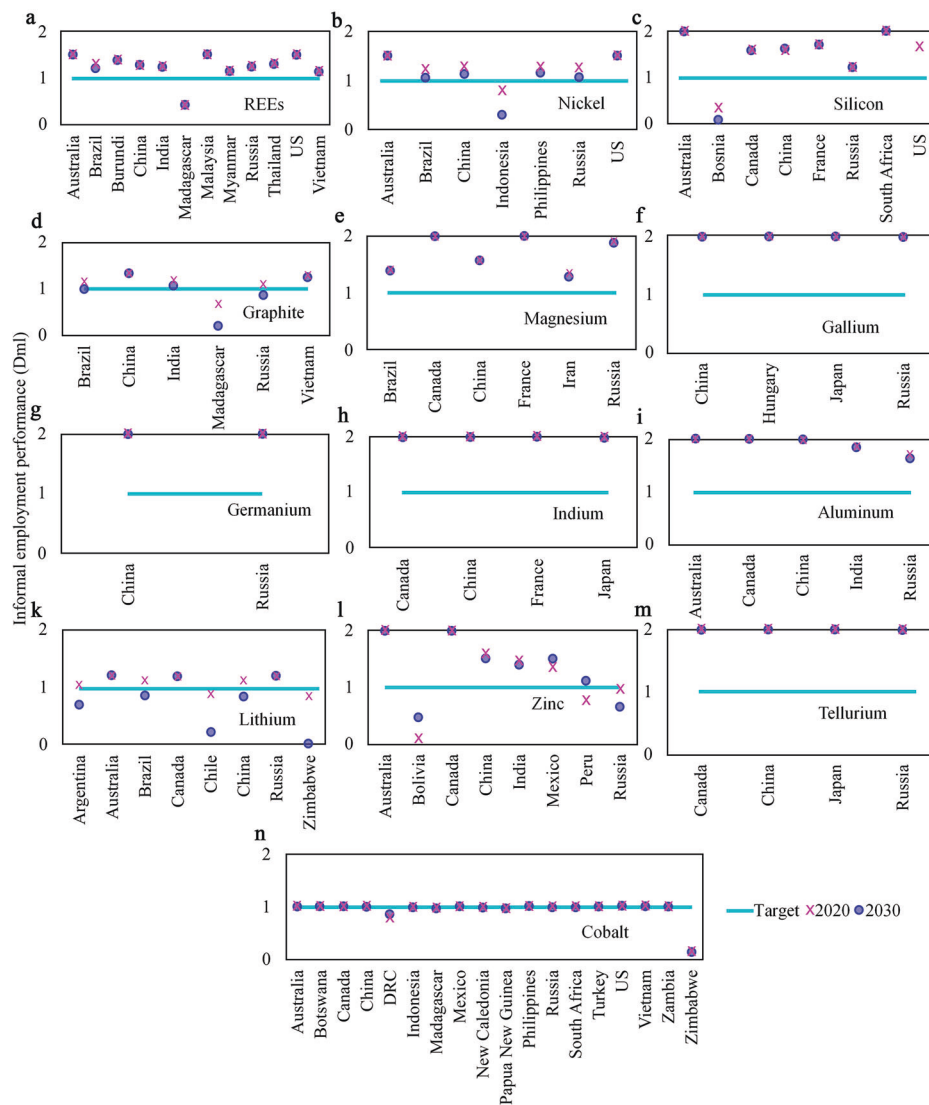 Informal employment performance (Dml)
a
2
1
0
REEs
Australia
Brazil
Burundi
China
India
Madagascar
Malaysia
Myanmar
Russia
Thailand
US
Vietnam
b
2
1
0
Nickel
Australia
Brazil
China
Indonesia
Philippines
Russia
US
c
2
1
0
Silicon
Australia
Bosnia
Canada
China
France
Russia
South Africa
US
d
2
1
0
Graphite
Brazil
China
India
Madagascar
Russia
Vietnam
e
2
1
0
Magnesium
Brazil
Canada
China
France
Iran
Russia
f
2
1
0
Gallium
China
Hungary
Japan
Russia
g
2
1
0
Germanium
China
Russia
h
2
1
0
Indium
Canada
China
France
Japan
i
2
1
0
Aluminum
Australia
Canada
China
India
Russia
k
2
1
0
Lithium
Argentina
Australia
Brazil
Canada
Chile
China
Russia
Zimbabwe
l
2
1
0
Zinc
Australia
Bolivia
Canada
China
India
Mexico
Peru
Russia
m
2
1
0
Tellurium
Canada
China
Japan
Russia
n
2
1
0
Cobalt
Australia
Botswana
Canada
China
DRC
Indonesia
Madagascar
Mexico
New Caledonia
Papua New Guinea
Philippines
Russia
South Africa
Turkey
US
Vietnam
Zambia
Zimbabwe
Target × 2020 2030